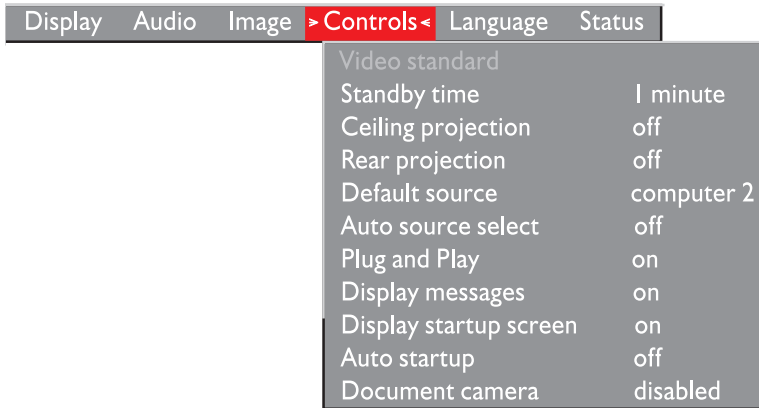 Display Audio Image >Controls< Language Status
Video standard
Standby time 1 minute
Ceiling projection off
Rear projection off
Default source computer 2
Auto source select off
Plug and Play on
Display messages on
Display startup screen on
Auto startup off
Document camera disabled